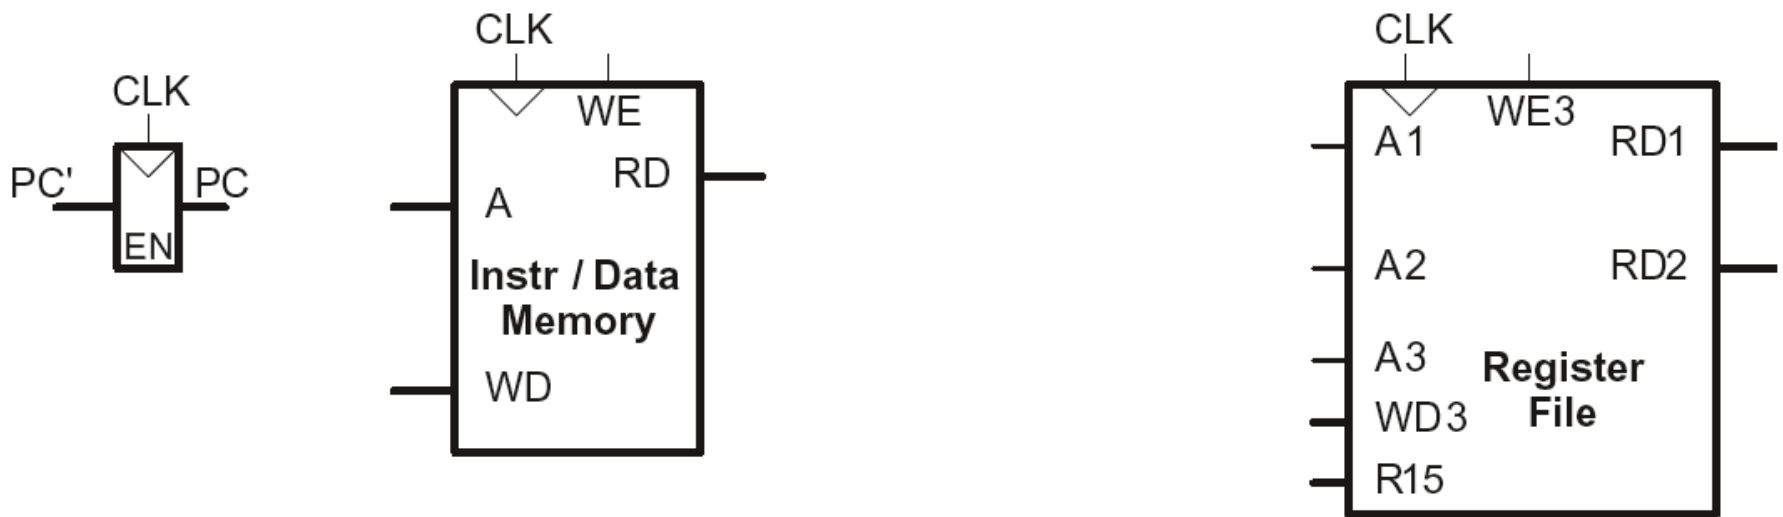 CLK
PC'
PC
EN
CLK
WE
RD
A
Instr / Data
Memory
WD
CLK
WE3
A1
RD1
A2
RD2
A3
Register
File
WD3
R15